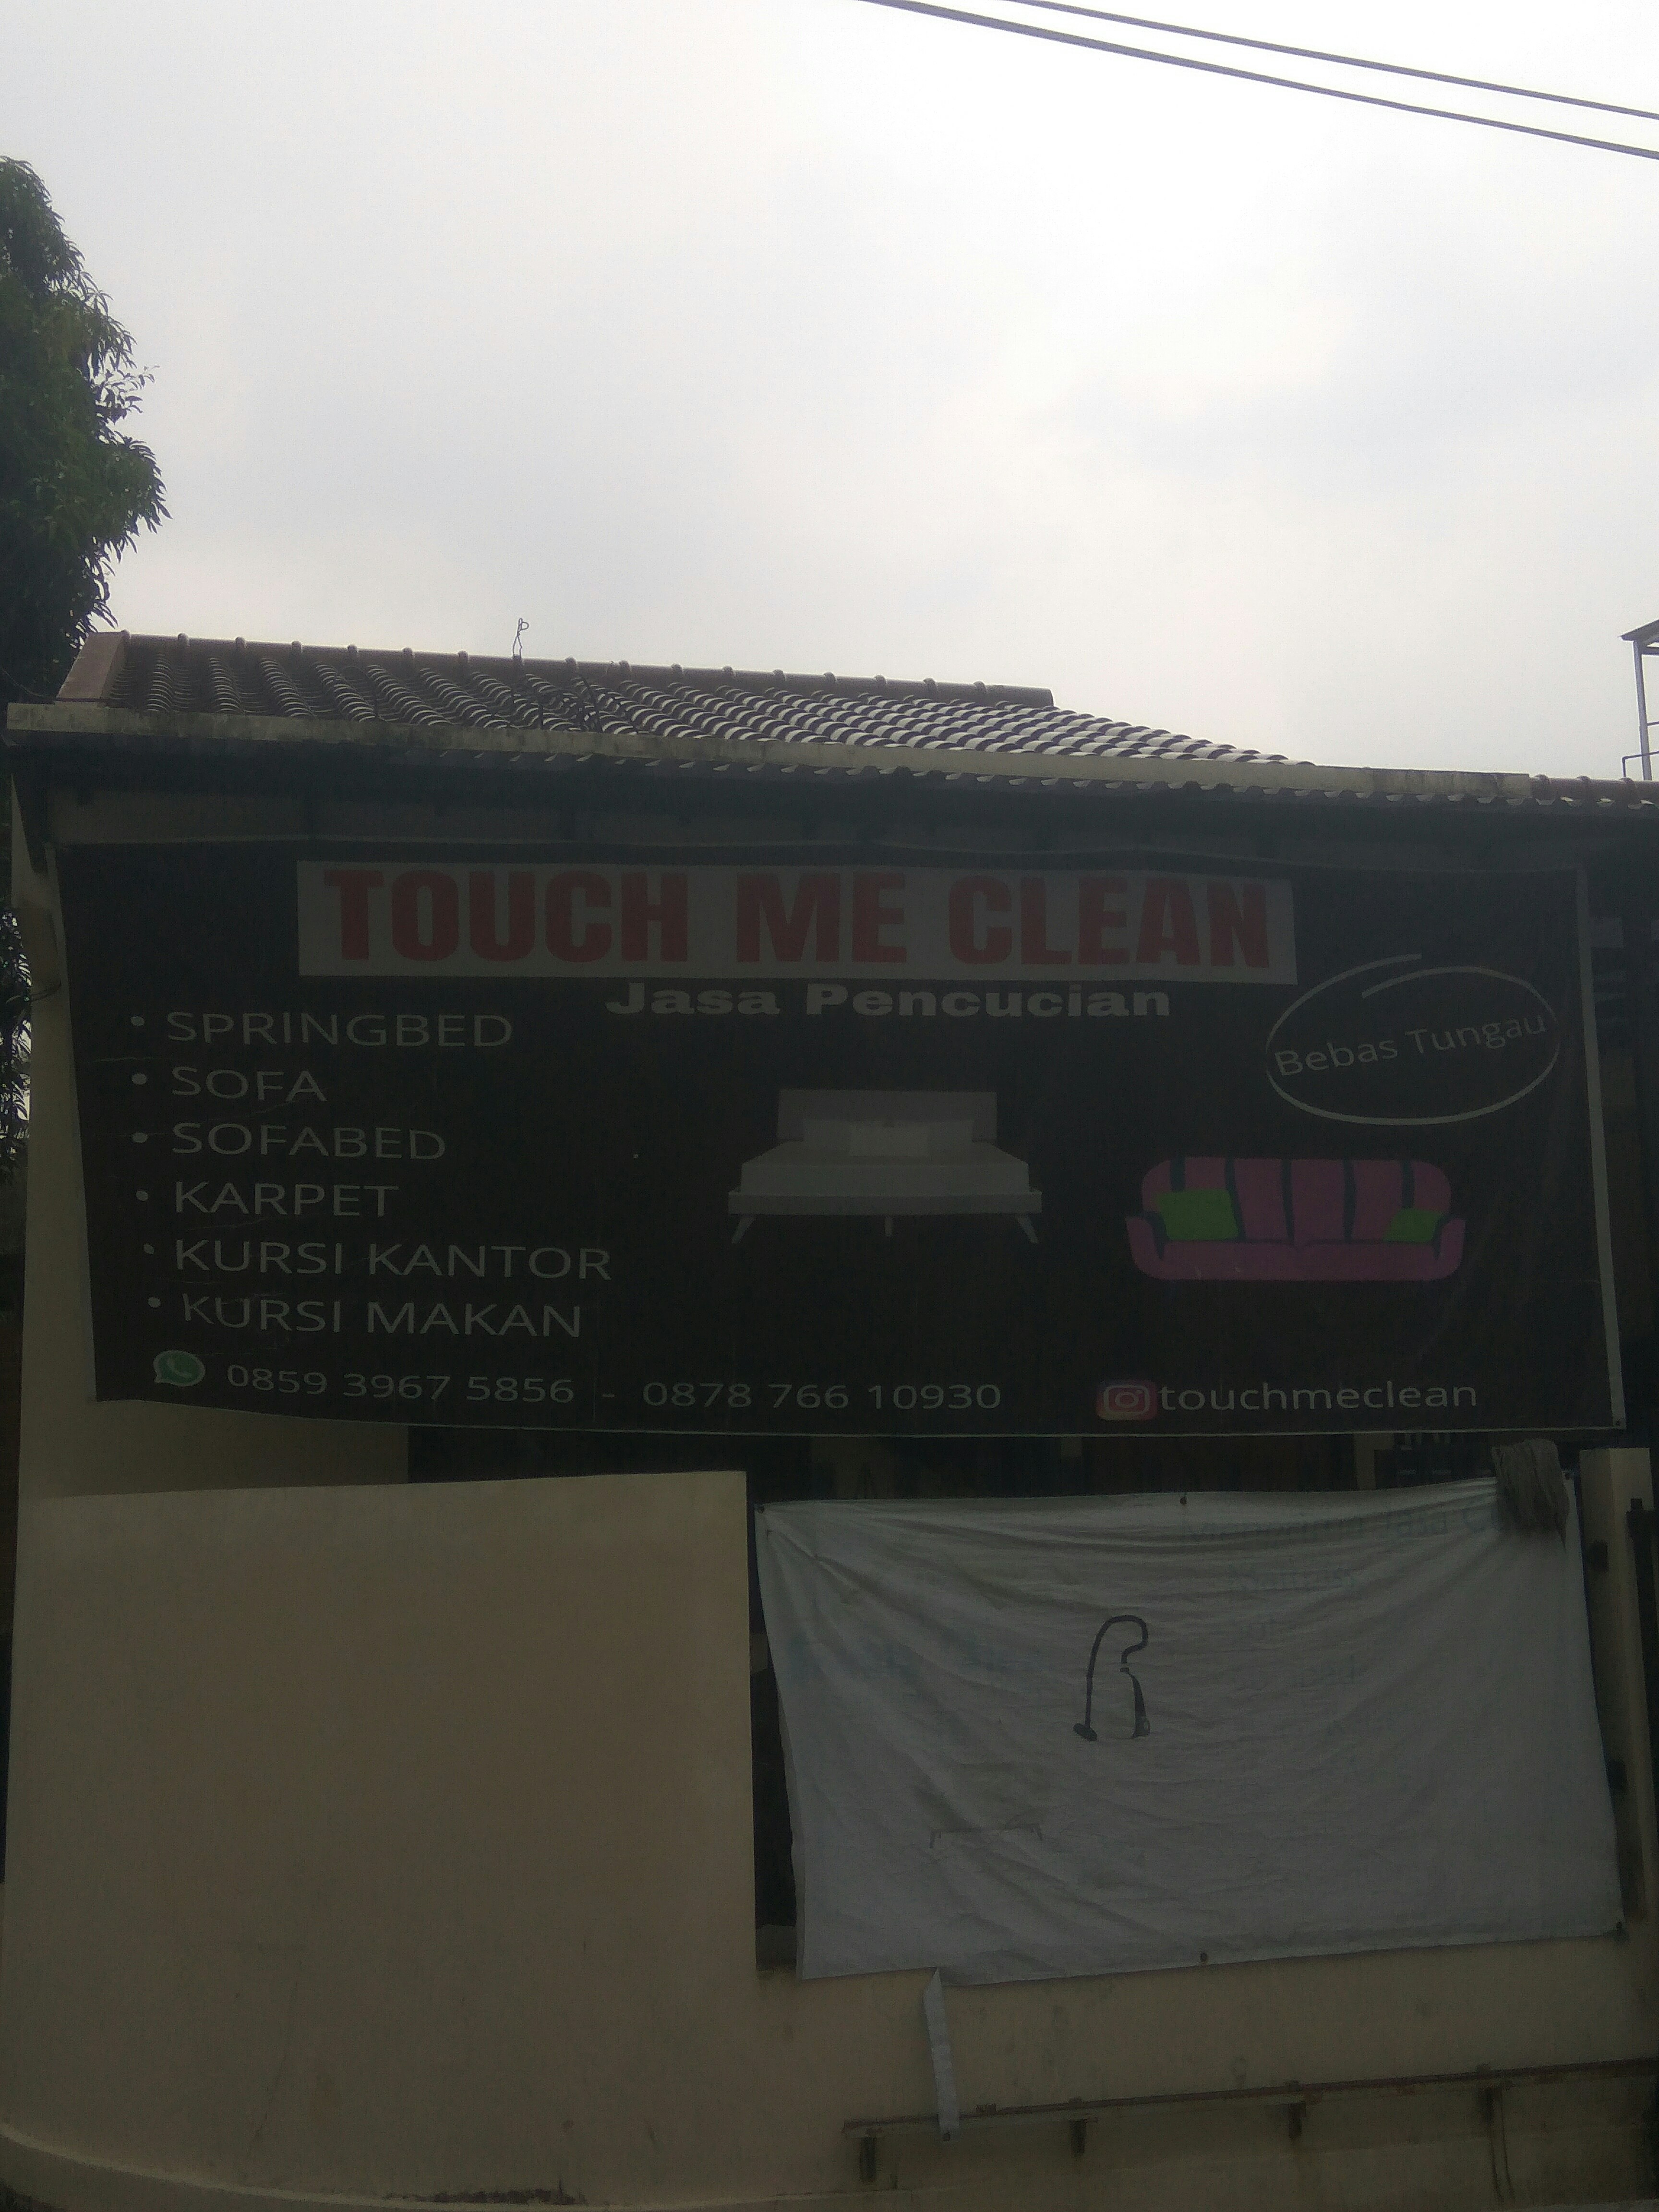 TOUCH ME CLEAN
Jasa Pencucian
• SPRINGBED
• SOFA
• SOFABED
• KARPET
• KURSI KANTOR
• KURSI MAKAN
Bebas Tungau
0859 3967 5856 - 0878 766 10930
touchmeclean